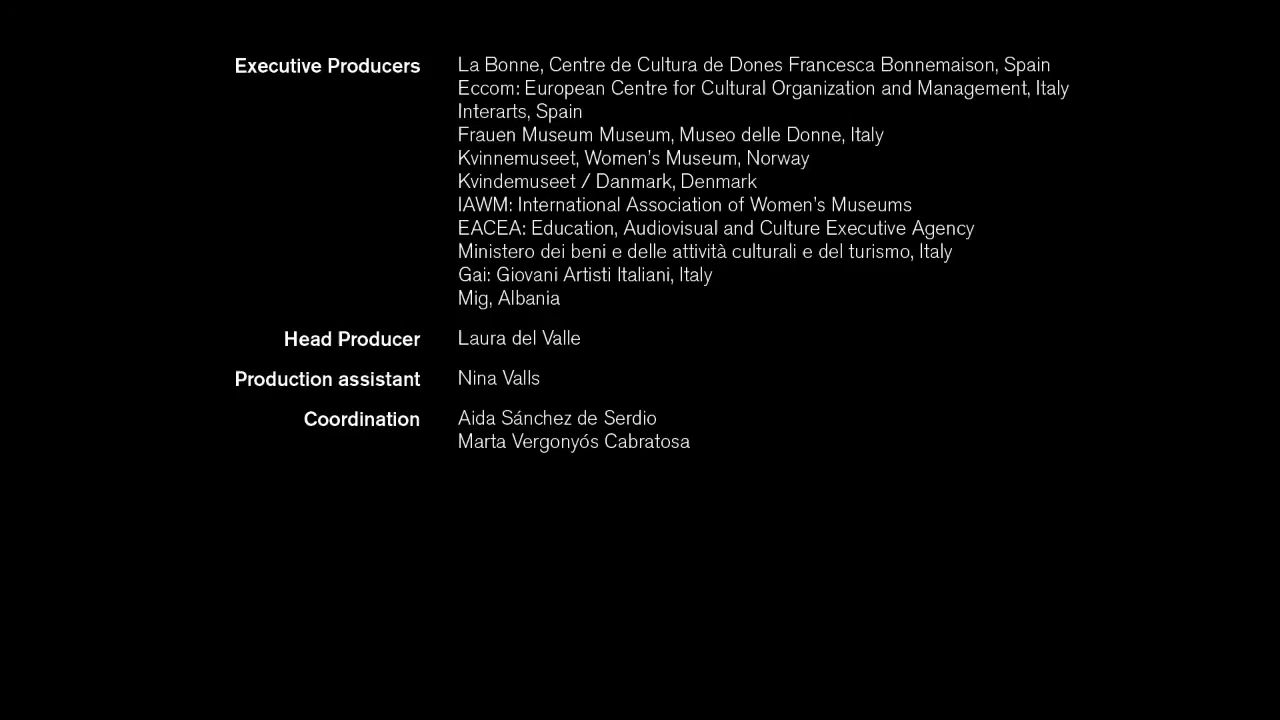 Executive Producers La Bonne, Centre de Cultura de Dones Francesca Bonnemaison, Spain
Eccom: European Centre for Cultural Organization and Management, Italy
Interarts, Spain
Frauen Museum Museum, Museo delle Donne, Italy
Kvinnemuseet, Women's Museum, Norway
Kvindemuseet / Danmark, Denmark
IAWM: International Association of Women's Museums
EACEA: Education, Audiovisual and Culture Executive Agency
Ministero dei beni e delle attività culturali e del turismo, Italy
Gai: Giovani Artisti Italiani, Italy
Mig, Albania
Head Producer Laura del Valle
Production assistant Nina Valls
Coordination Aida Sánchez de Serdio
Marta Vergonyós Cabratosa